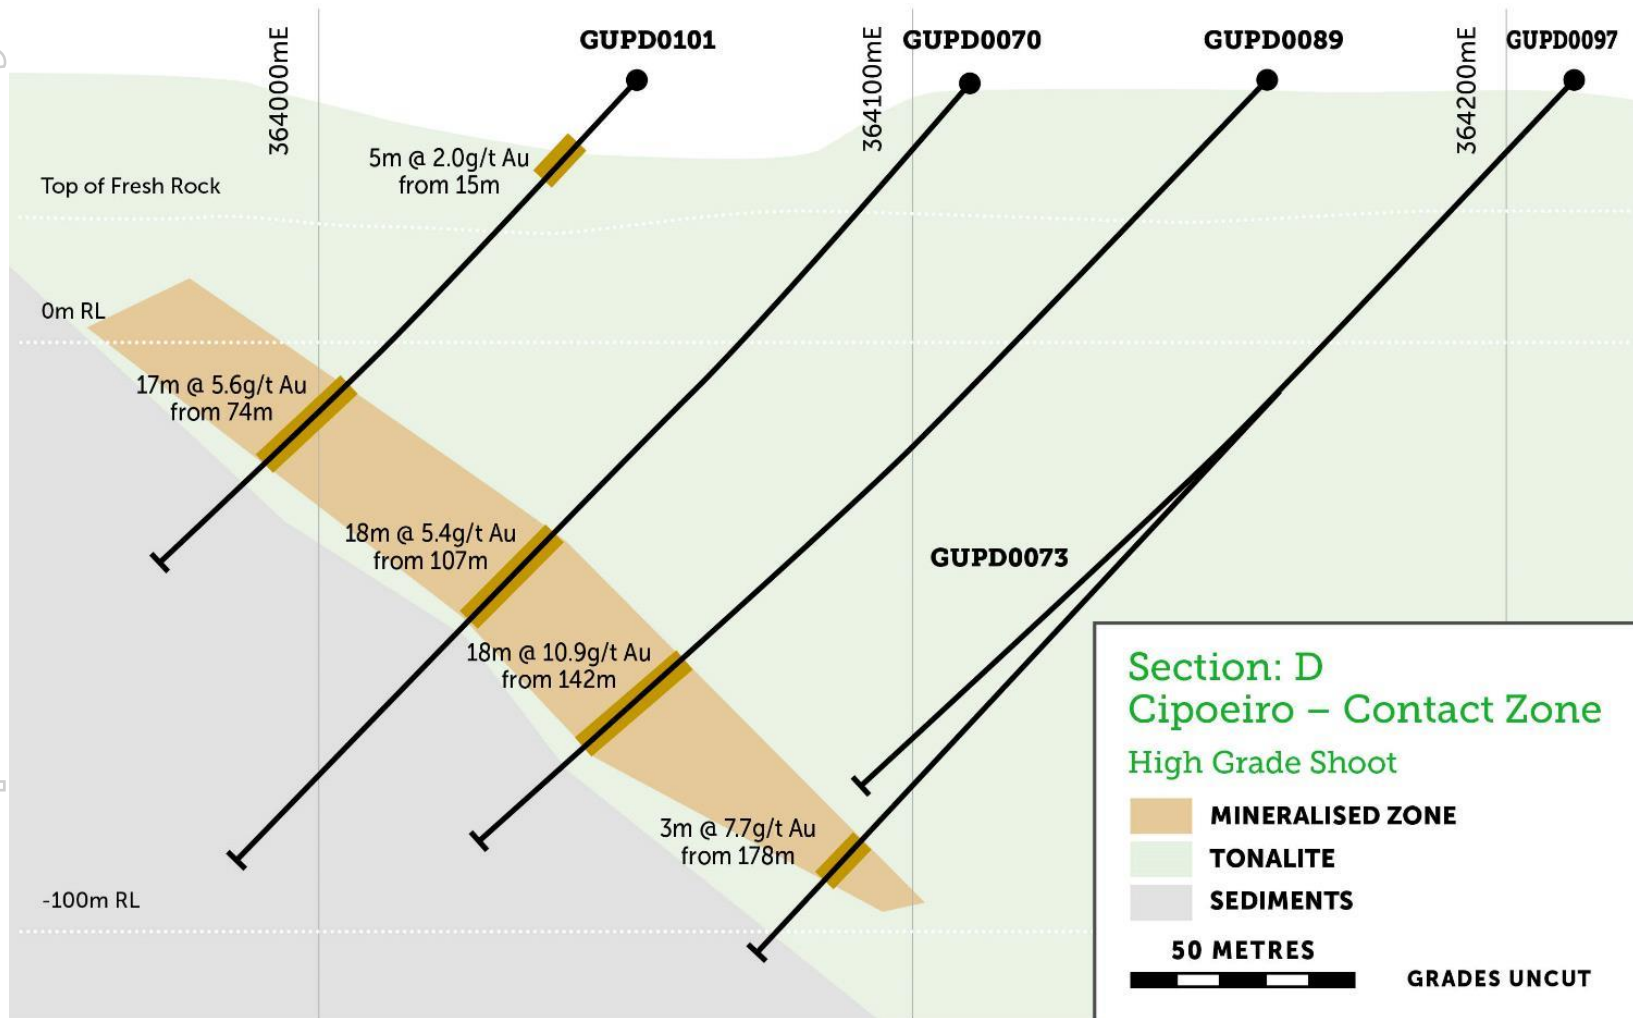 GUPD0101
GUPD0070
GUPD0089
GUPD0097
364000mE
364100mE
364200mE
5m @ 2.0g/t Au
from 15m
Top of Fresh Rock
0m RL
17m @ 5.6g/t Au
from 74m
18m @ 5.4g/t Au
from 107m
GUPD0073
18m @ 10.9g/t Au
from 142m
3m @ 7.7g/t Au
from 178m
-100m RL
Section: D
Cipoeiro – Contact Zone
High Grade Shoot
MINERALISED ZONE
TONALITE
SEDIMENTS
50 METRES
GRADES UNCUT